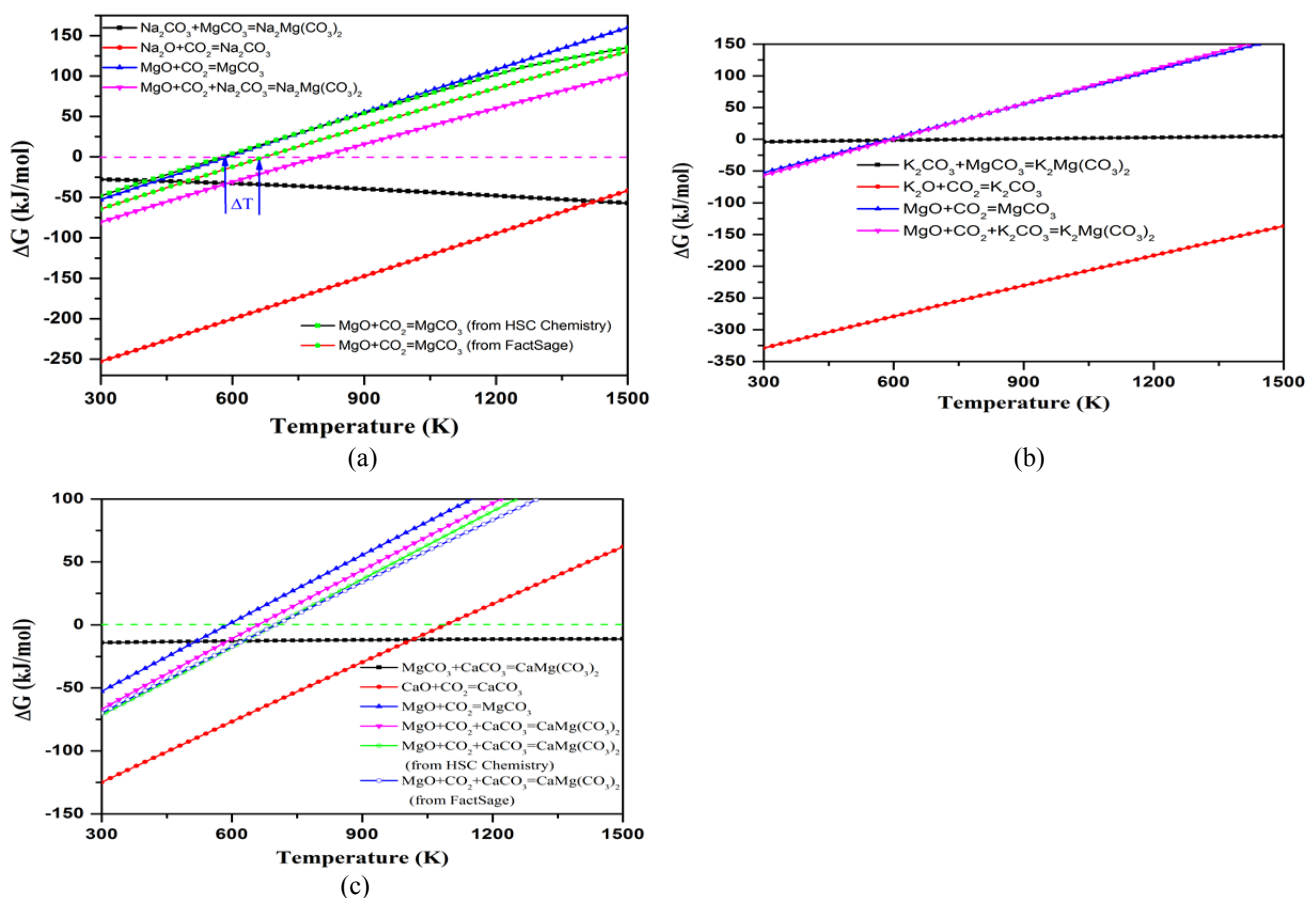 Na₂CO₃+MgCO₃=Na₂Mg(CO₃)₂
Na₂O+CO₂=Na₂CO₃
MgO+CO₂=MgCO₃
MgO+CO₂+Na₂CO₃=Na₂Mg(CO₃)₂
150
100
50
0
-50
-100
-150
-200
-250
ΔG (kJ/mol)
ΔT
MgO+CO₂=MgCO₃ (from HSC Chemistry)
MgO+CO₂=MgCO₃ (from FactSage)
300 600 900 1200 1500
Temperature (K)
(a)
150
100
50
0
-50
-100
-150
-200
-250
-300
-350
ΔG (kJ/mol)
K₂CO₃+MgCO₃=K₂Mg(CO₃)₂
K₂O+CO₂=K₂CO₃
MgO+CO₂=MgCO₃
MgO+CO₂+K₂CO₃=K₂Mg(CO₃)₂
300 600 900 1200 1500
Temperature (K)
(b)
100
50
0
-50
-100
-150
ΔG (kJ/mol)
MgCO₃+CaCO₃=CaMg(CO₃)₂
CaO+CO₂=CaCO₃
MgO+CO₂=MgCO₃
MgO+CO₂+CaCO₃=CaMg(CO₃)₂
MgO+CO₂+CaCO₃=CaMg(CO₃)₂
(from HSC Chemistry)
MgO+CO₂+CaCO₃=CaMg(CO₃)₂
(from FactSage)
300 600 900 1200 1500
Temperature (K)
(c)